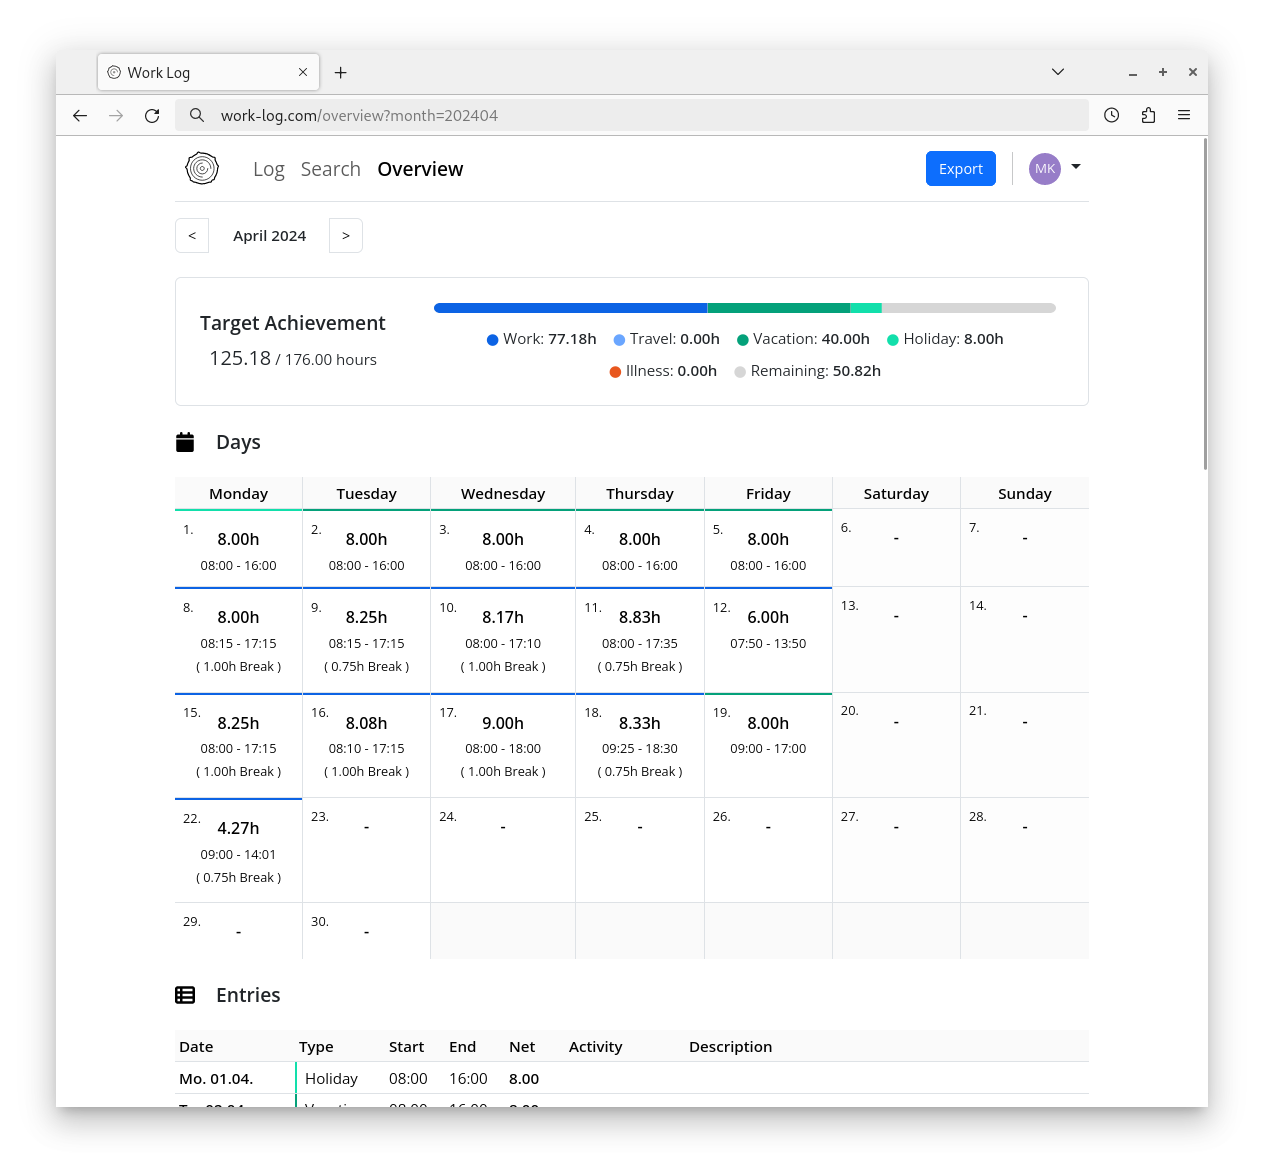 Work Log
work-log.com/overview?month=202404
Log Search Overview Export MK
< April 2024 >
Target Achievement
125.18 / 176.00 hours
Work: 77.18h Travel: 0.00h Vacation: 40.00h Holiday: 8.00h
Illness: 0.00h Remaining: 50.82h
Days
Monday Tuesday Wednesday Thursday Friday Saturday Sunday
1. 8.00h 2. 8.00h 3. 8.00h 4. 8.00h 5. 8.00h 6. - 7. -
08:00 - 16:00 08:00 - 16:00 08:00 - 16:00 08:00 - 16:00 08:00 - 16:00
8. 8.00h 9. 8.25h 10. 8.17h 11. 8.83h 12. 6.00h 13. - 14. -
08:15 - 17:15 08:15 - 17:15 08:00 - 17:10 08:00 - 17:35 07:50 - 13:50
( 1.00h Break ) ( 0.75h Break ) ( 1.00h Break ) ( 0.75h Break )
15. 8.25h 16. 8.08h 17. 9.00h 18. 8.33h 19. 8.00h 20. - 21. -
08:00 - 17:15 08:10 - 17:15 08:00 - 18:00 09:25 - 18:30 09:00 - 17:00
( 1.00h Break ) ( 1.00h Break ) ( 1.00h Break ) ( 0.75h Break )
22. 4.27h 23. - 24. - 25. - 26. - 27. - 28. -
09:00 - 14:01
( 0.75h Break )
29. - 30. -
Entries
Date Type Start End Net Activity Description
Mo. 01.04. Holiday 08:00 16:00 8.00